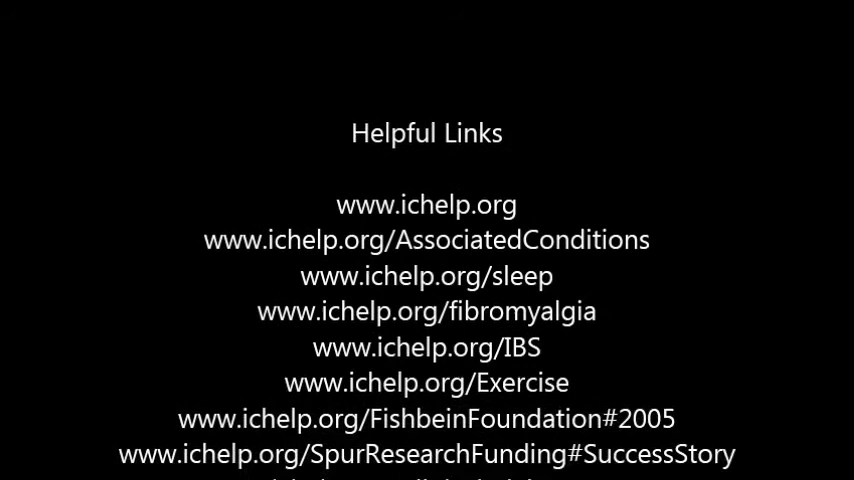 Helpful Links
www.ichelp.org
www.ichelp.org/AssociatedConditions
www.ichelp.org/sleep
www.ichelp.org/fibromyalgia
www.ichelp.org/IBS
www.ichelp.org/Exercise
www.ichelp.org/FishbeinFoundation#2005
www.ichelp.org/SpurResearchFunding#SuccessStory